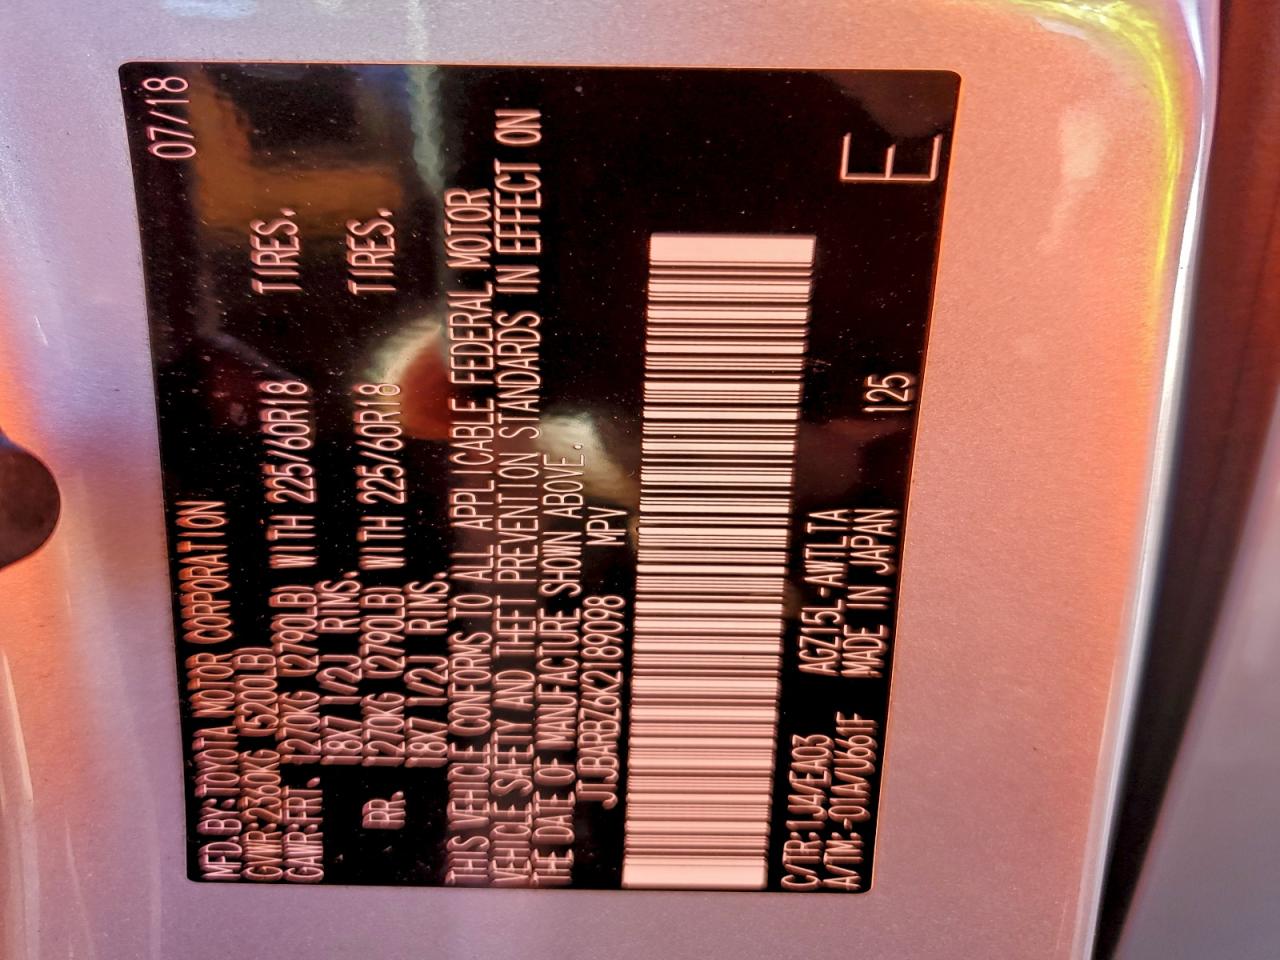 07/18
MFD.BY:TOYOTA MOTOR CORPORATION
GVWR:2360KG (5200LB)
GAWR:FRT. 1270KG (2790LB) WITH 225/60R18 TIRES.
18X7 1/2J RIMS.
RR. 1270KG (2790LB) WITH 225/60R18 TIRES.
18X7 1/2J RIMS.
THIS VEHICLE CONFORMS TO ALL APPLICABLE FEDERAL MOTOR
VEHICLE SAFETY AND THEFT PREVENTION STANDARDS IN EFFECT ON
THE DATE OF MANUFACTURE SHOWN ABOVE.
JTJBARBZ6K2189098 MPV
C/TR:1J4/EA03 AGZ15L-AWTLTA
A/TM:-01A/U661F MADE IN JAPAN 125 E